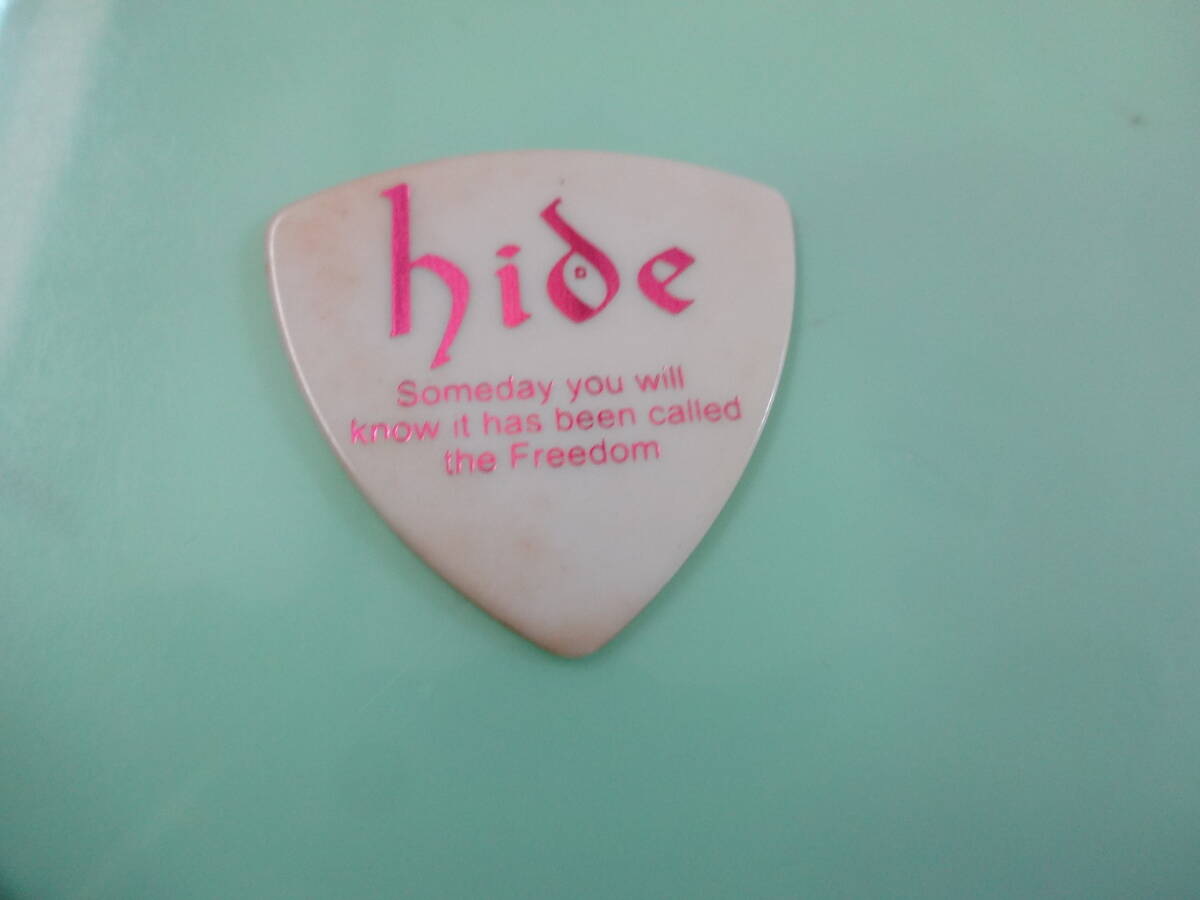 hide
Someday you will
know it has been called
the Freedom